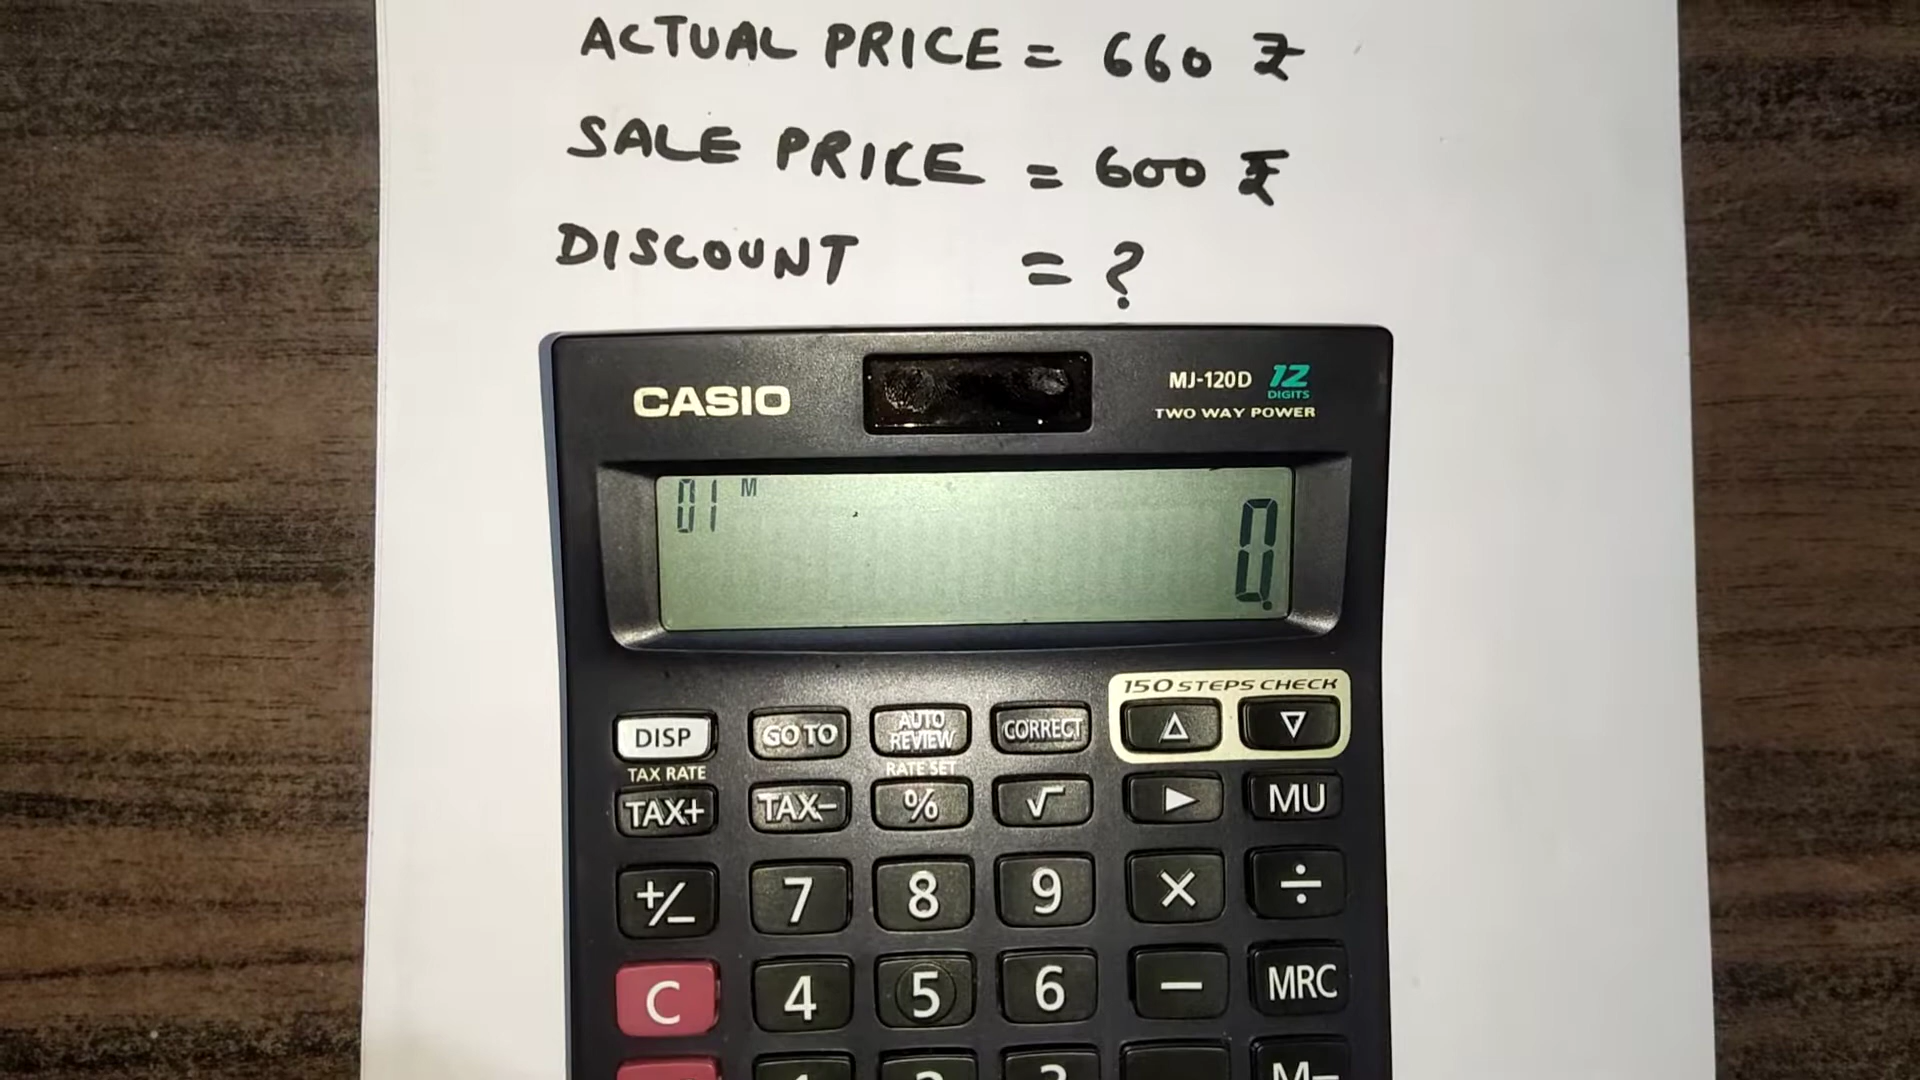 ACTUAL PRICE = 660 ₹
SALE PRICE = 600 ₹
DISCOUNT = ?
CASIO
MJ-120D 12 DIGITS
TWO WAY POWER
01 M
0.
150 STEPS CHECK
DISP GO TO AUTO REVIEW CORRECT △ ▽
TAX RATE RATE SET
TAX+ TAX− % √ ▶ MU
+/− 7 8 9 × ÷
C 4 5 6 − MRC
M−